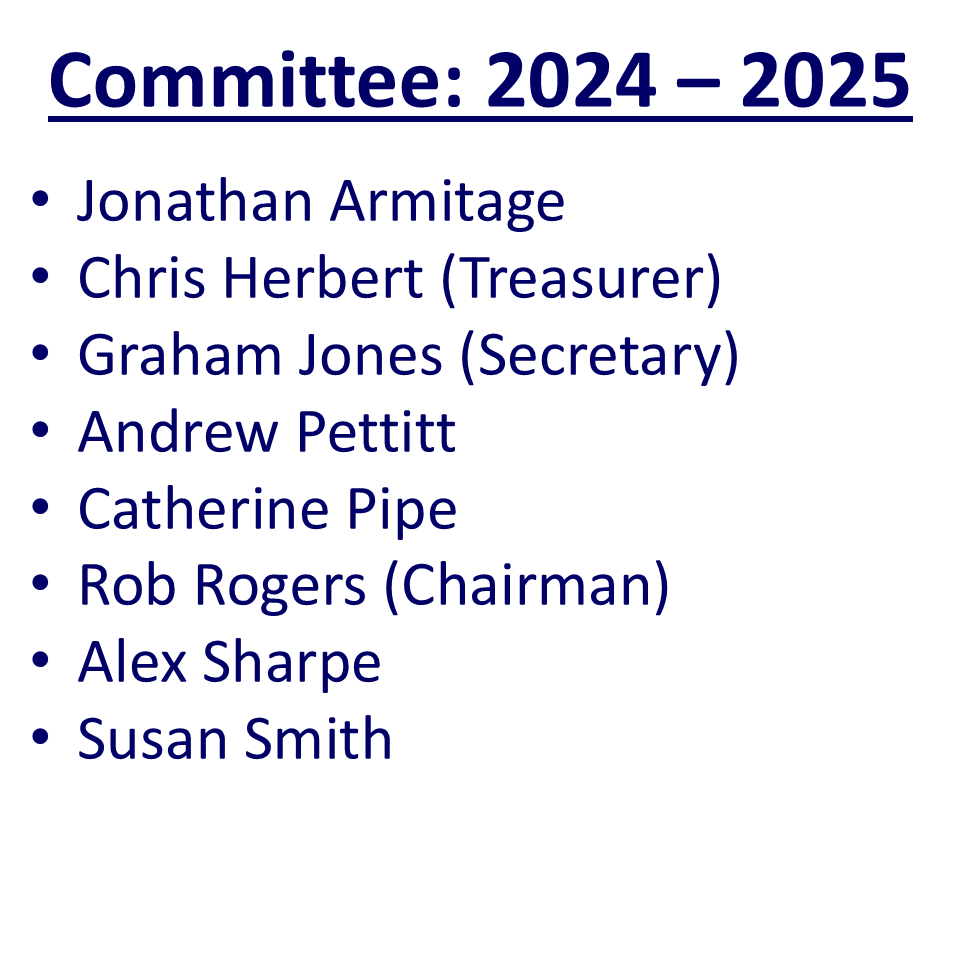 Committee: 2024 – 2025
• Jonathan Armitage
• Chris Herbert (Treasurer)
• Graham Jones (Secretary)
• Andrew Pettitt
• Catherine Pipe
• Rob Rogers (Chairman)
• Alex Sharpe
• Susan Smith